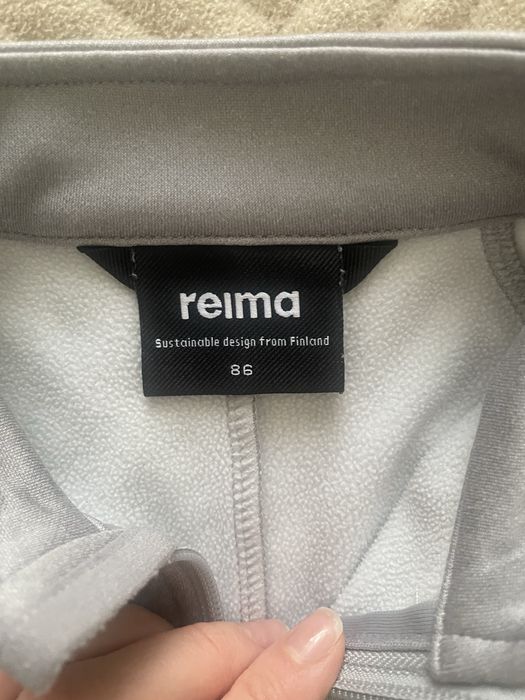 reima
Sustainable design from Finland
86